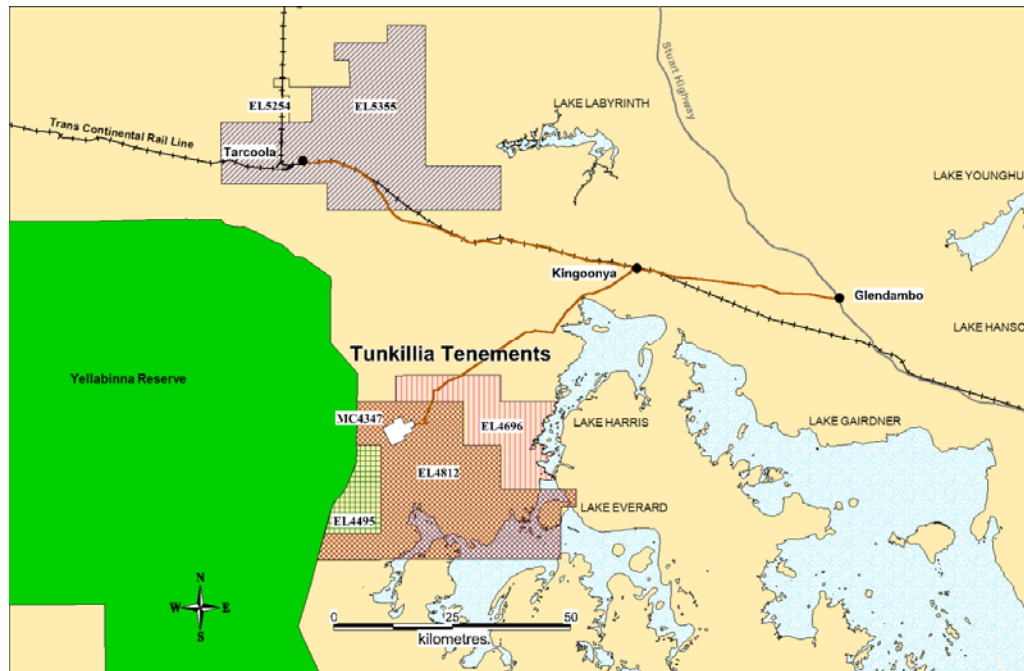 Stuart Highway
LAKE LABYRINTH
EL5254
EL5355
Trans Continental Rail Line
Tarcoola
LAKE YOUNGHU
Kingoonya
Glendambo
LAKE HANSO
Tunkillia Tenements
Yellabinna Reserve
MC4347
EL4696
LAKE HARRIS
LAKE GAIRDNER
EL4812
LAKE EVERARD
EL4495
N
W E
S
0 25 50
kilometres.